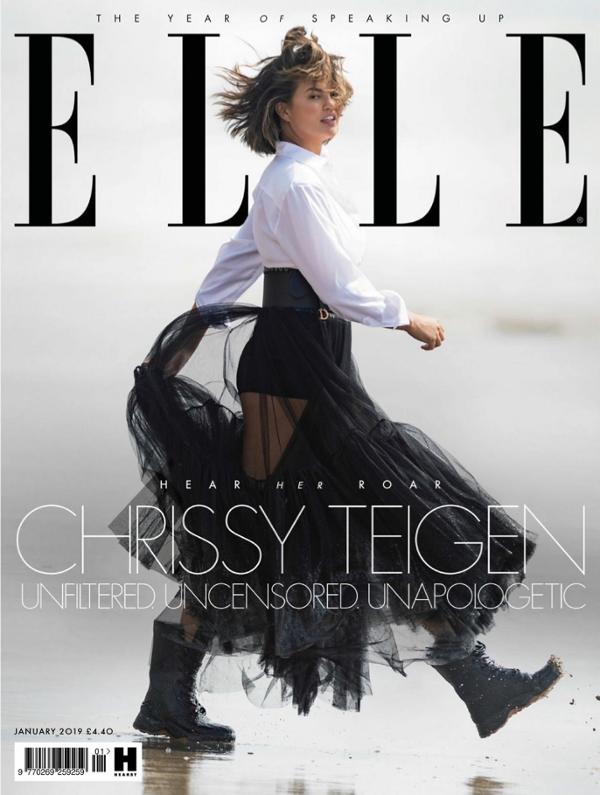 THE YEAR OF SPEAKING UP
ELLE®
D
HEAR HER ROAR
CHRISSY TEIGEN
UNFILTERED. UNCENSORED. UNAPOLOGETIC
JANUARY 2019 £4.40
01>
9 770269 259259
H
HEARST